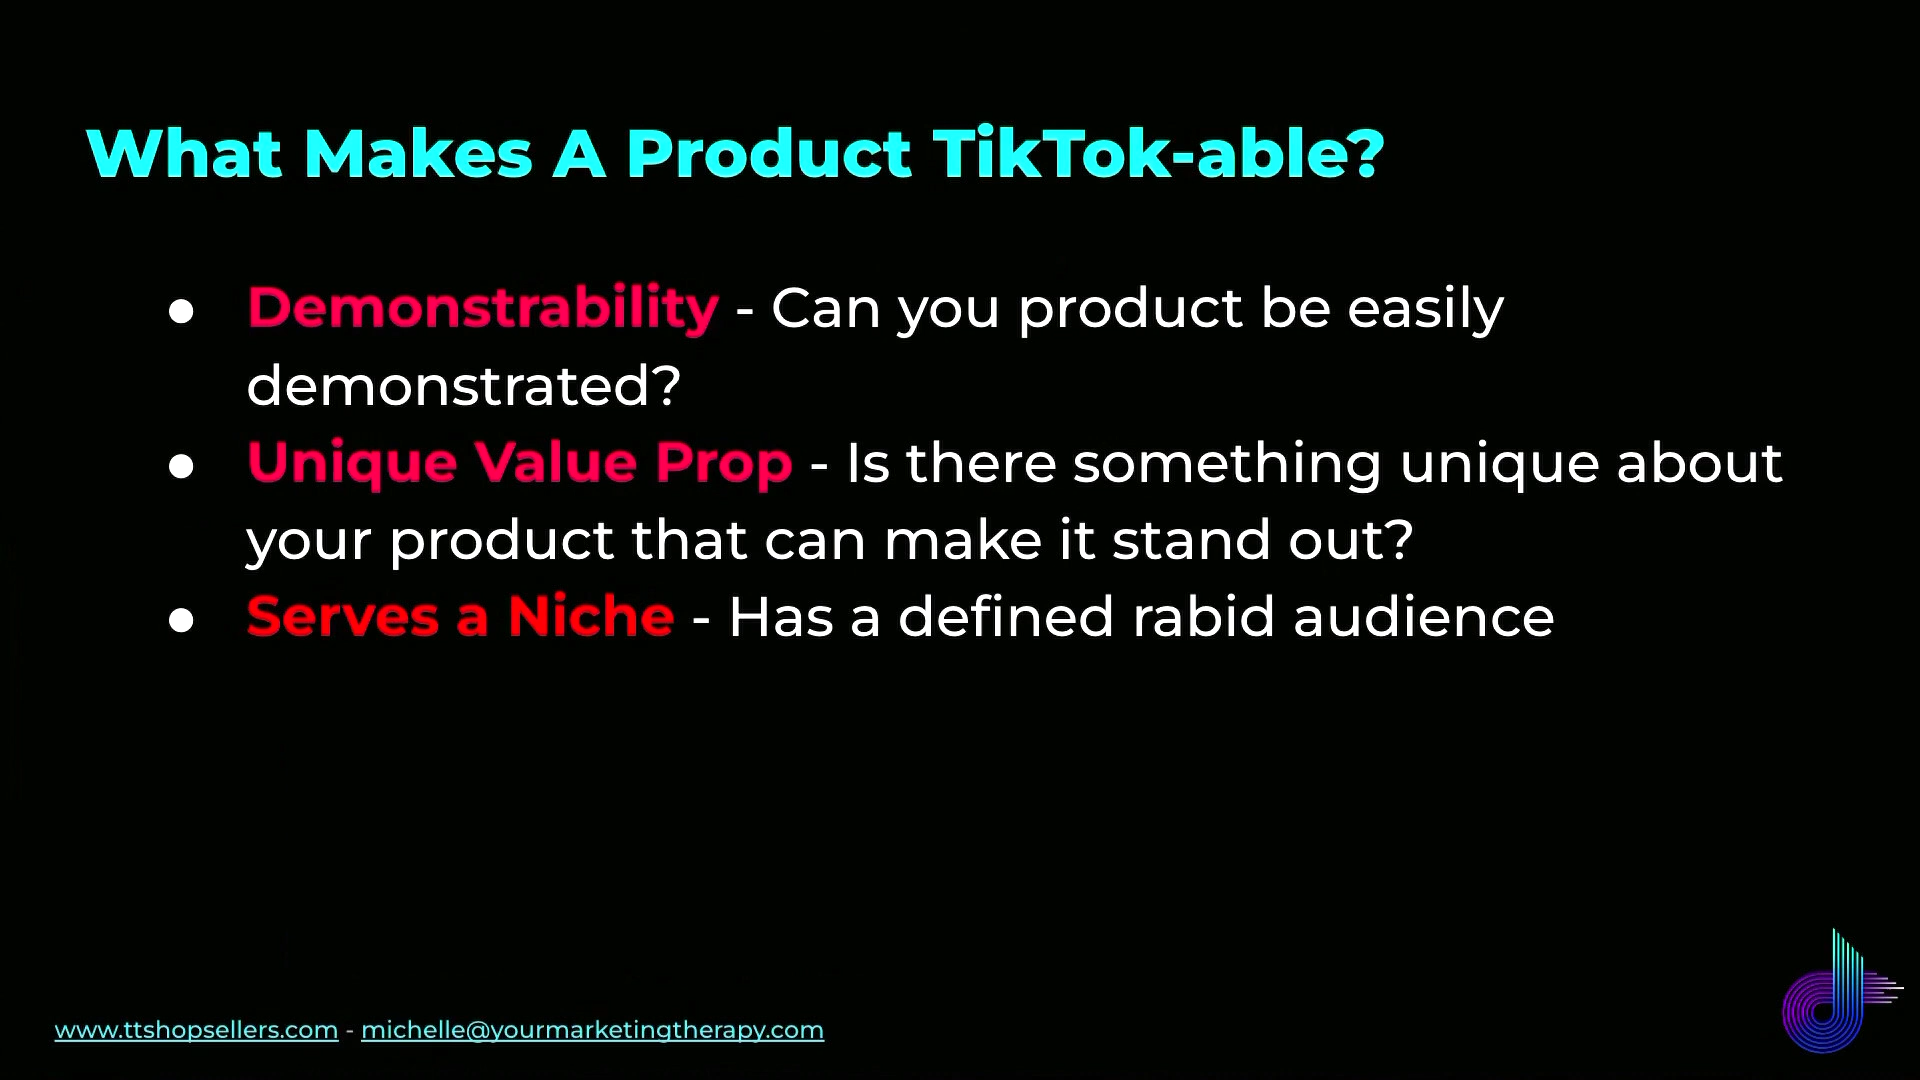 What Makes A Product TikTok-able?
● Demonstrability - Can you product be easily
demonstrated?
● Unique Value Prop - Is there something unique about
your product that can make it stand out?
● Serves a Niche - Has a defined rabid audience
www.ttshopsellers.com - michelle@yourmarketingtherapy.com